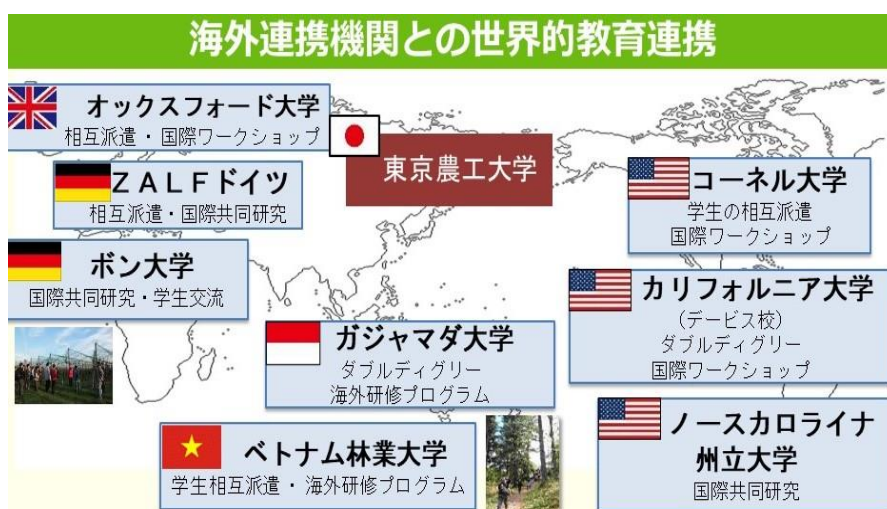 海外連携機関との世界的教育連携
オックスフォード大学
相互派遣・国際ワークショップ
東京農工大学
ＺＡＬＦドイツ
相互派遣・国際共同研究
コーネル大学
学生の相互派遣
国際ワークショップ
ボン大学
国際共同研究・学生交流
カリフォルニア大学
（デービス校）
ダブルディグリー
国際ワークショップ
ガジャマダ大学
ダブルディグリー
海外研修プログラム
ノースカロライナ
州立大学
国際共同研究
ベトナム林業大学
学生相互派遣・海外研修プログラム